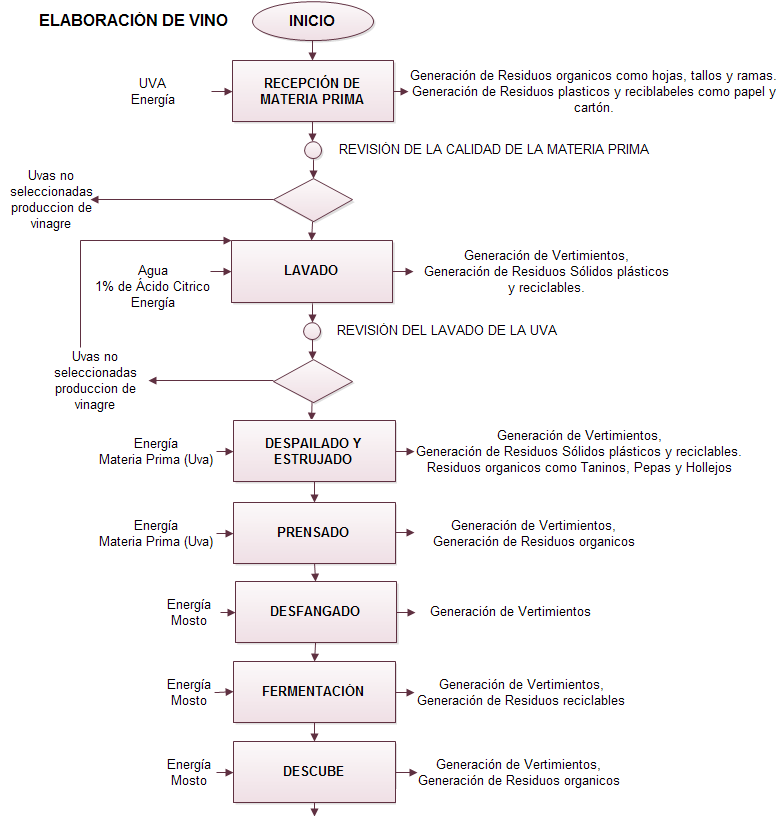 ELABORACIÓN DE VINO
INICIO
UVA
Energía
RECEPCIÓN DE
MATERIA PRIMA
Generación de Residuos organicos como hojas, tallos y ramas.
Generación de Residuos plasticos y reciblabeles como papel y
cartón.
REVISIÓN DE LA CALIDAD DE LA MATERIA PRIMA
Uvas no
seleccionadas
produccion de
vinagre
Agua
1% de Ácido Citrico
Energía
LAVADO
Generación de Vertimientos,
Generación de Residuos Sólidos plásticos
y reciclables.
REVISIÓN DEL LAVADO DE LA UVA
Uvas no
seleccionadas
produccion de
vinagre
Energía
Materia Prima (Uva)
DESPAILADO Y
ESTRUJADO
Generación de Vertimientos,
Generación de Residuos Sólidos plásticos y reciclables.
Residuos organicos como Taninos, Pepas y Hollejos
Energía
Materia Prima (Uva)
PRENSADO
Generación de Vertimientos,
Generación de Residuos organicos
Energía
Mosto
DESFANGADO
Generación de Vertimientos
Energía
Mosto
FERMENTACIÓN
Generación de Vertimientos,
Generación de Residuos reciclables
Energía
Mosto
DESCUBE
Generación de Vertimientos,
Generación de Residuos organicos